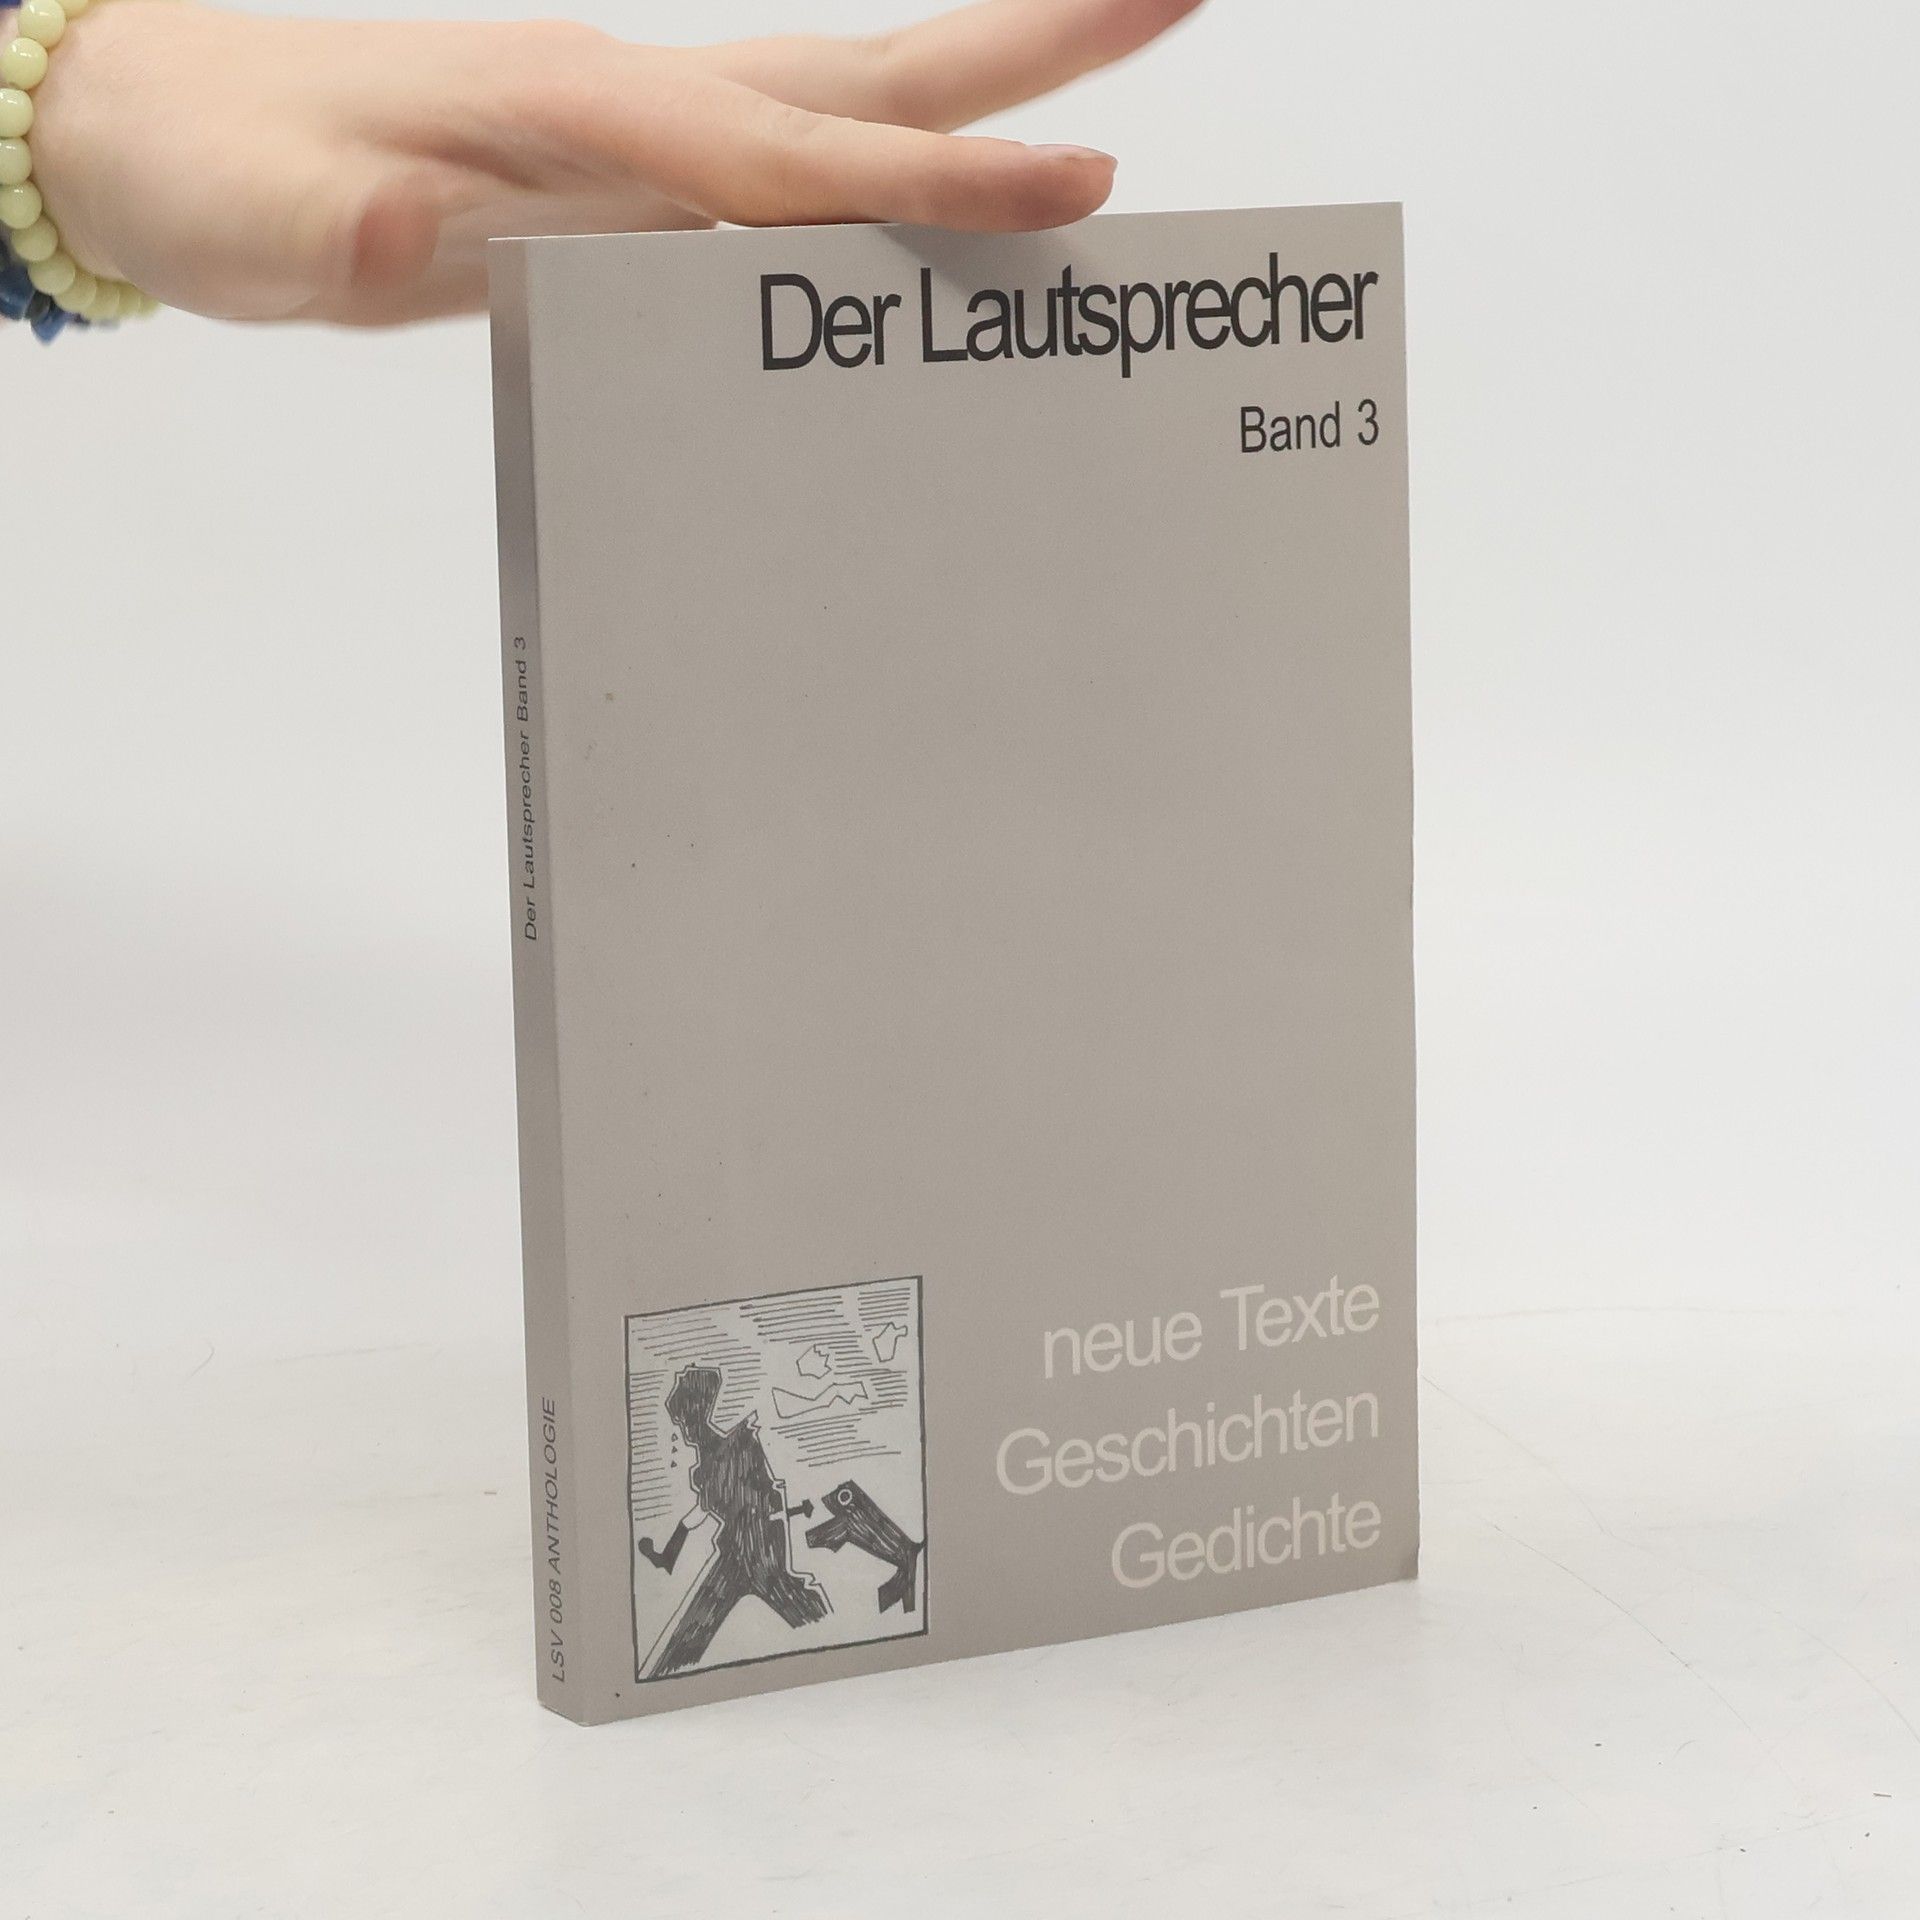 Der Lautsprecher
Band 3
neue Texte
Geschichten
Gedichte
Der Lautsprecher Band 3
LSV 008 ANTHOLOGIE